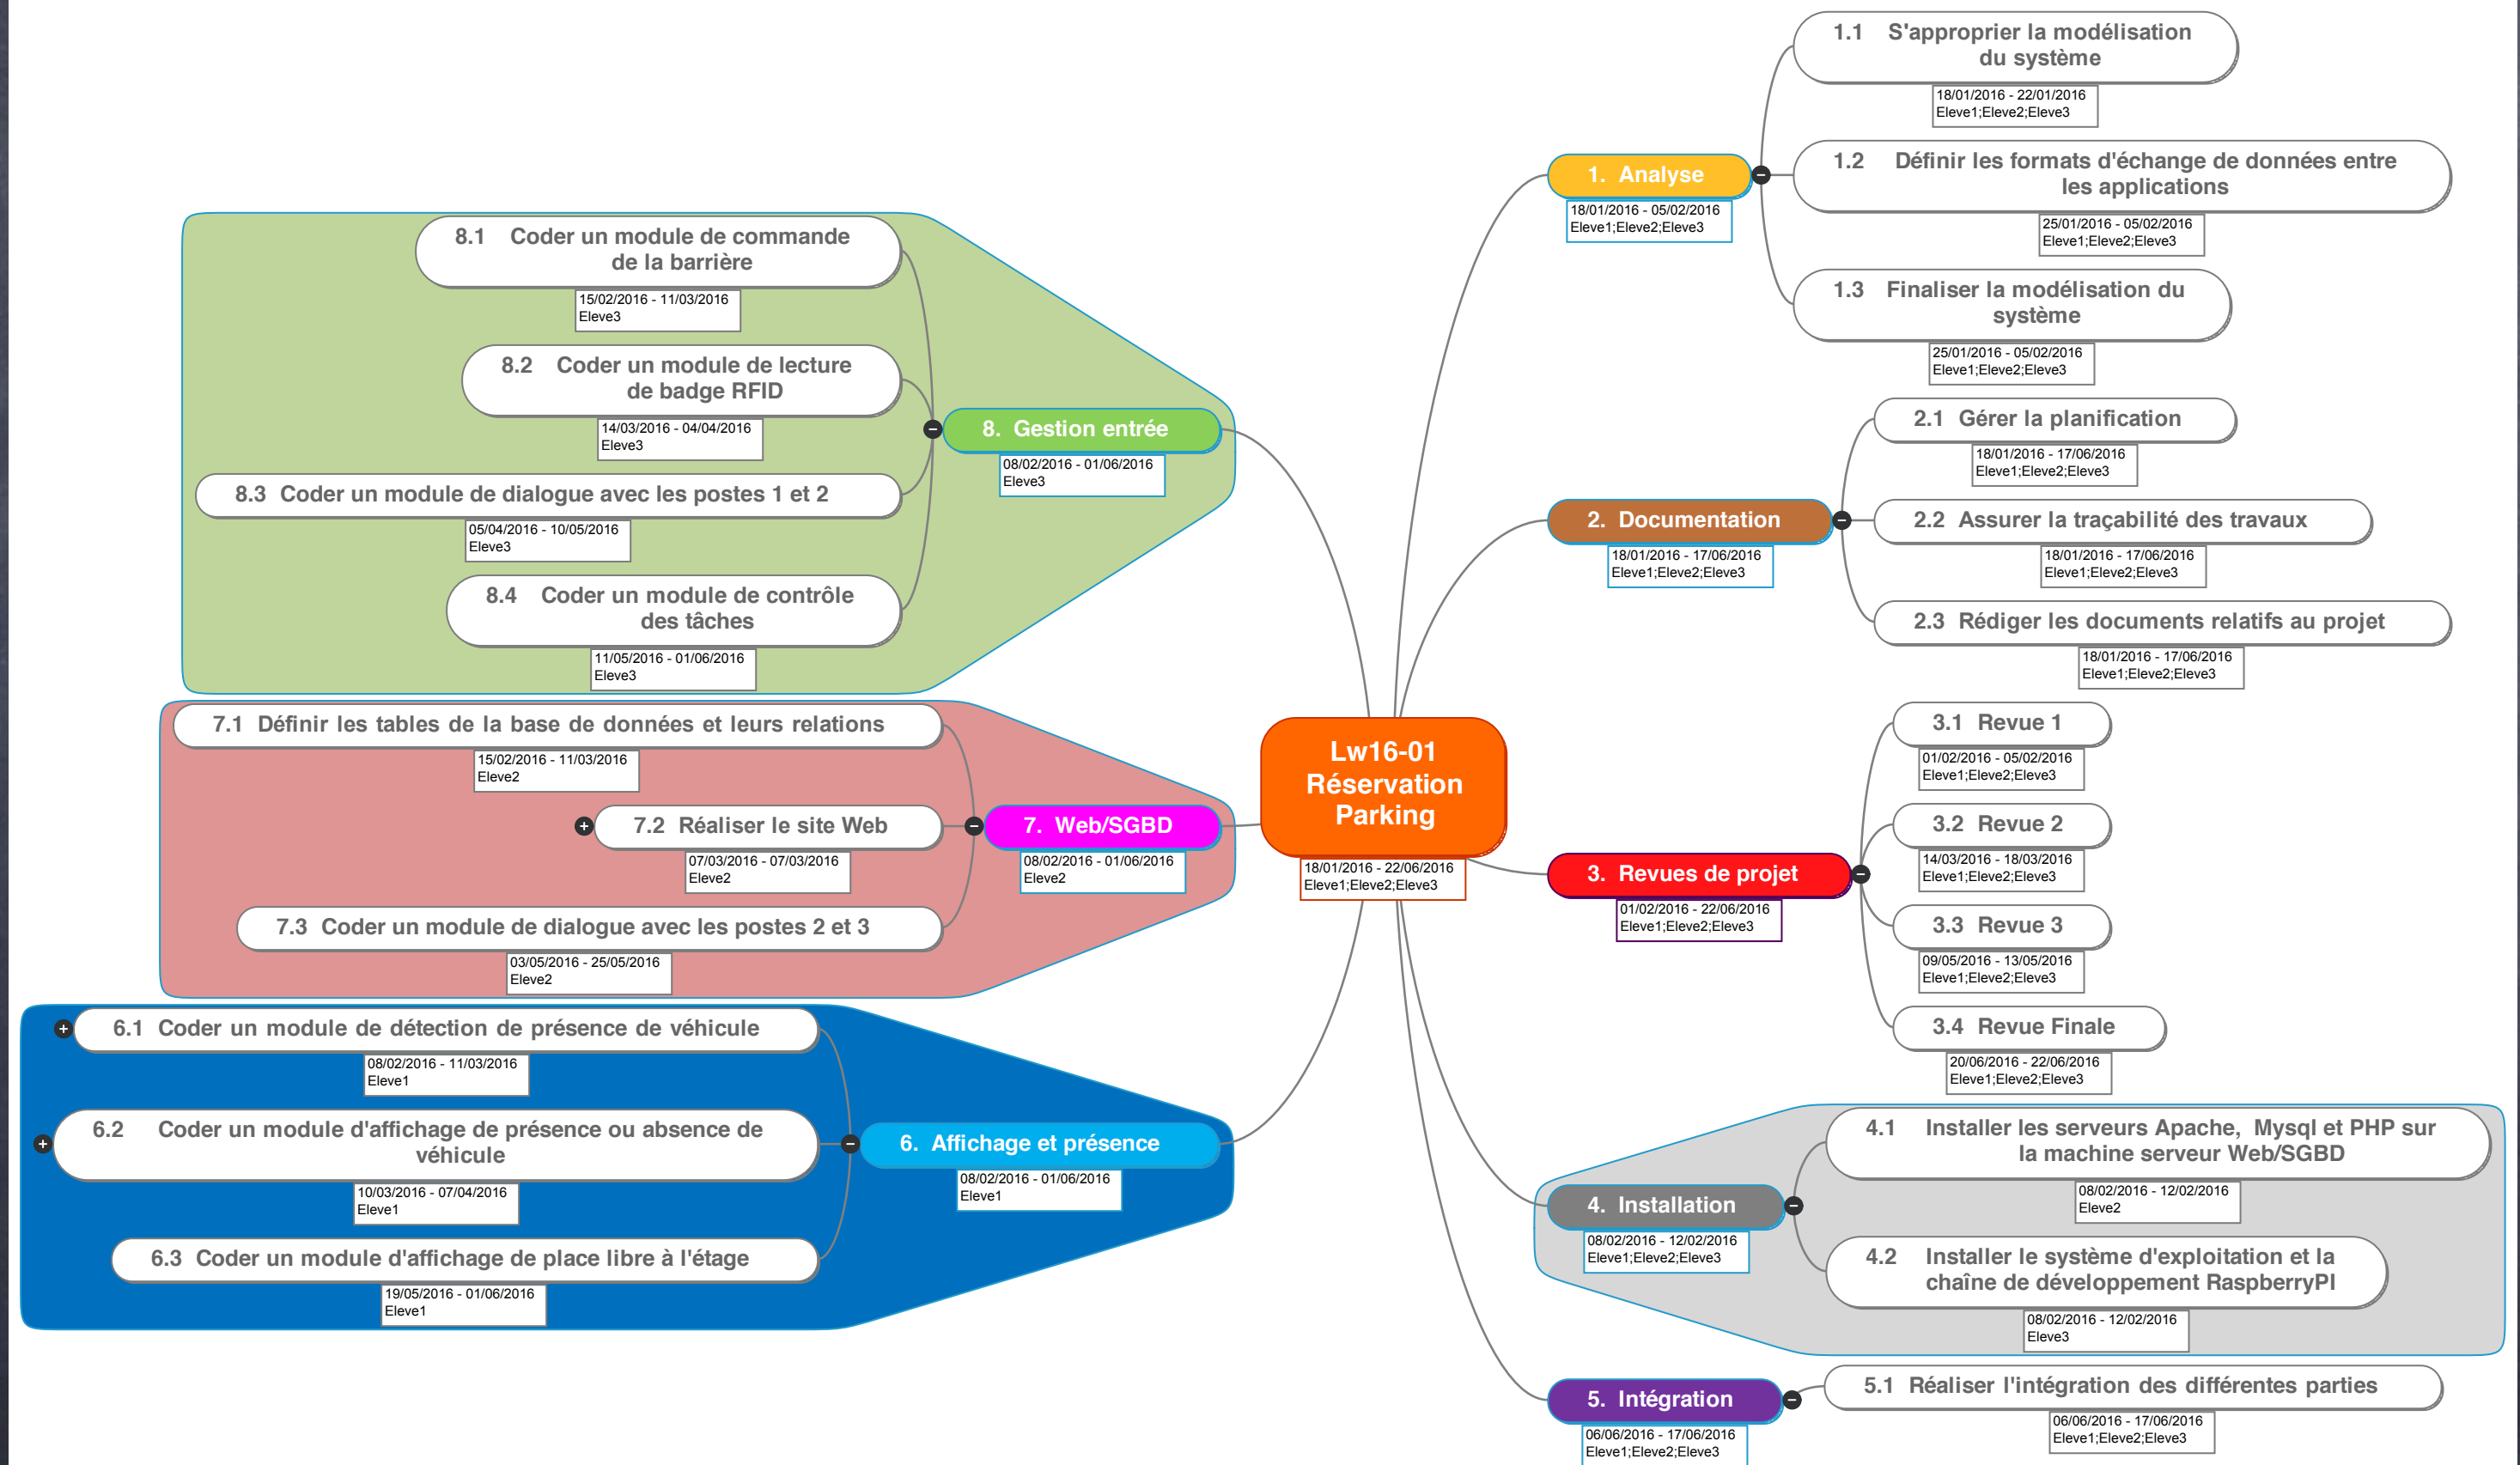 Lw16-01
Réservation
Parking
18/01/2016 - 22/06/2016
Eleve1;Eleve2;Eleve3
1. Analyse
18/01/2016 - 05/02/2016
Eleve1;Eleve2;Eleve3
1.1 S'approprier la modélisation
du système
18/01/2016 - 22/01/2016
Eleve1;Eleve2;Eleve3
1.2 Définir les formats d'échange de données entre
les applications
25/01/2016 - 05/02/2016
Eleve1;Eleve2;Eleve3
1.3 Finaliser la modélisation du
système
25/01/2016 - 05/02/2016
Eleve1;Eleve2;Eleve3
2. Documentation
18/01/2016 - 17/06/2016
Eleve1;Eleve2;Eleve3
2.1 Gérer la planification
18/01/2016 - 17/06/2016
Eleve1;Eleve2;Eleve3
2.2 Assurer la traçabilité des travaux
18/01/2016 - 17/06/2016
Eleve1;Eleve2;Eleve3
2.3 Rédiger les documents relatifs au projet
18/01/2016 - 17/06/2016
Eleve1;Eleve2;Eleve3
3. Revues de projet
01/02/2016 - 22/06/2016
Eleve1;Eleve2;Eleve3
3.1 Revue 1
01/02/2016 - 05/02/2016
Eleve1;Eleve2;Eleve3
3.2 Revue 2
14/03/2016 - 18/03/2016
Eleve1;Eleve2;Eleve3
3.3 Revue 3
09/05/2016 - 13/05/2016
Eleve1;Eleve2;Eleve3
3.4 Revue Finale
20/06/2016 - 22/06/2016
Eleve1;Eleve2;Eleve3
4. Installation
08/02/2016 - 12/02/2016
Eleve1;Eleve2;Eleve3
4.1 Installer les serveurs Apache, Mysql et PHP sur
la machine serveur Web/SGBD
08/02/2016 - 12/02/2016
Eleve2
4.2 Installer le système d'exploitation et la
chaîne de développement RaspberryPI
08/02/2016 - 12/02/2016
Eleve3
5. Intégration
06/06/2016 - 17/06/2016
Eleve1;Eleve2;Eleve3
5.1 Réaliser l'intégration des différentes parties
06/06/2016 - 17/06/2016
Eleve1;Eleve2;Eleve3
6. Affichage et présence
08/02/2016 - 01/06/2016
Eleve1
6.1 Coder un module de détection de présence de véhicule
08/02/2016 - 11/03/2016
Eleve1
6.2 Coder un module d'affichage de présence ou absence de
véhicule
10/03/2016 - 07/04/2016
Eleve1
6.3 Coder un module d'affichage de place libre à l'étage
19/05/2016 - 01/06/2016
Eleve1
7. Web/SGBD
08/02/2016 - 01/06/2016
Eleve2
7.1 Définir les tables de la base de données et leurs relations
15/02/2016 - 11/03/2016
Eleve2
7.2 Réaliser le site Web
07/03/2016 - 07/03/2016
Eleve2
7.3 Coder un module de dialogue avec les postes 2 et 3
03/05/2016 - 25/05/2016
Eleve2
8. Gestion entrée
08/02/2016 - 01/06/2016
Eleve3
8.1 Coder un module de commande
de la barrière
15/02/2016 - 11/03/2016
Eleve3
8.2 Coder un module de lecture
de badge RFID
14/03/2016 - 04/04/2016
Eleve3
8.3 Coder un module de dialogue avec les postes 1 et 2
05/04/2016 - 10/05/2016
Eleve3
8.4 Coder un module de contrôle
des tâches
11/05/2016 - 01/06/2016
Eleve3